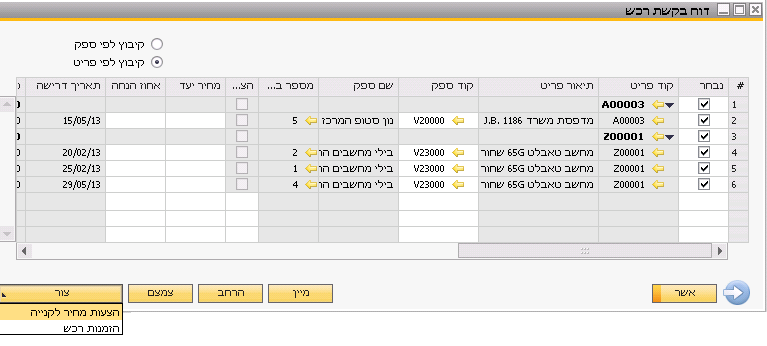 דוח בקשת רכש
קיבוץ לפי ספק
קיבוץ לפי פריט
# נבחר קוד פריט תיאור פריט קוד ספק שם ספק מספר ב... הצ... מחיר יעד אחוז הנחה תאריך דרישה
1 A00003
2 A00003 מדפסת משרד J.B. 1186 V20000 נון סטופ המרכז 5 15/05/13
3 Z00001
4 Z00001 מחשב טאבלט 65G שחור V23000 בילי מחשבים הו 2 20/02/13
5 Z00001 מחשב טאבלט 65G שחור V23000 בילי מחשבים הו 1 25/02/13
6 Z00001 מחשב טאבלט 65G שחור V23000 בילי מחשבים הו 4 29/05/13
אשר מיין הרחב צמצם צור
הצעות מחיר לקנייה
הזמנות רכש